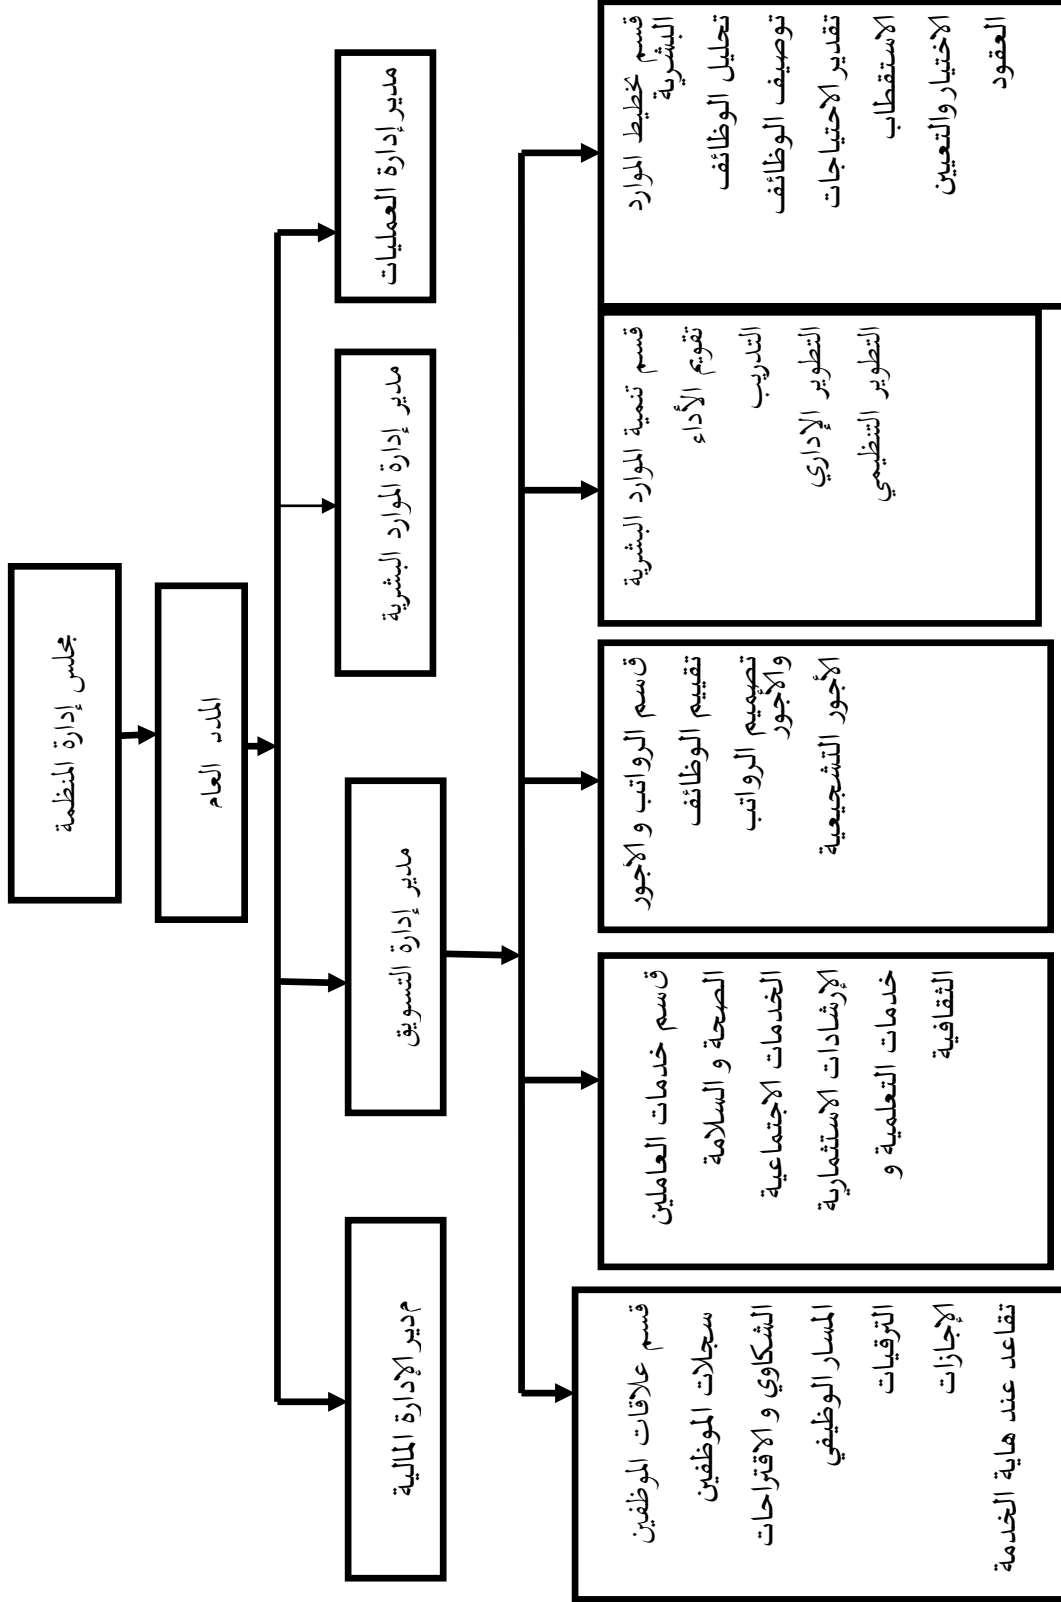 مجلس إدارة المنظمة
المدد العام
مدير إدارة العمليات
مدير إدارة الموارد البشرية
مدير إدارة التسويق
مدير الإدارة المالية
قسم تخطيط الموارد
البشرية
تحليل الوظائف
توصيف الوظائف
تقدير الاحتياجات
الاستقطاب
الاختيار والتعيين
العقود
قسم تنمية الموارد البشرية
تقويم الأداء
التدريب
التطوير الإداري
التطوير التنظيمي
قسم الرواتب و الأجور
تقييم الوظائف
تصميم الرواتب
والأجور
الأجور التشجيعية
قسم خدمات العاملين
الصحة و السلامة
الخدمات الاجتماعية
الإرشادات الاستثمارية
خدمات التعلمية و
الثقافية
قسم علاقات الموظفين
سجلات الموظفين
الشكاوي و الاقتراحات
المسار الوظيفي
الترقيات
الإجازات
تقاعد عند هاية الخدمة